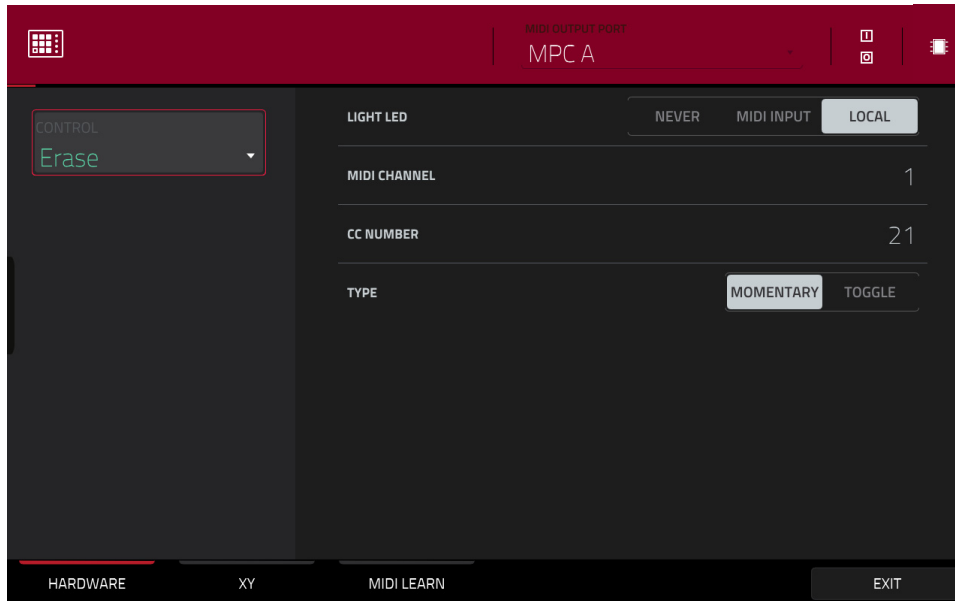 MIDI OUTPUT PORT
MPC A
I
O
CONTROL
Erase
LIGHT LED NEVER MIDI INPUT LOCAL
MIDI CHANNEL 1
CC NUMBER 21
TYPE MOMENTARY TOGGLE
HARDWARE XY MIDI LEARN EXIT